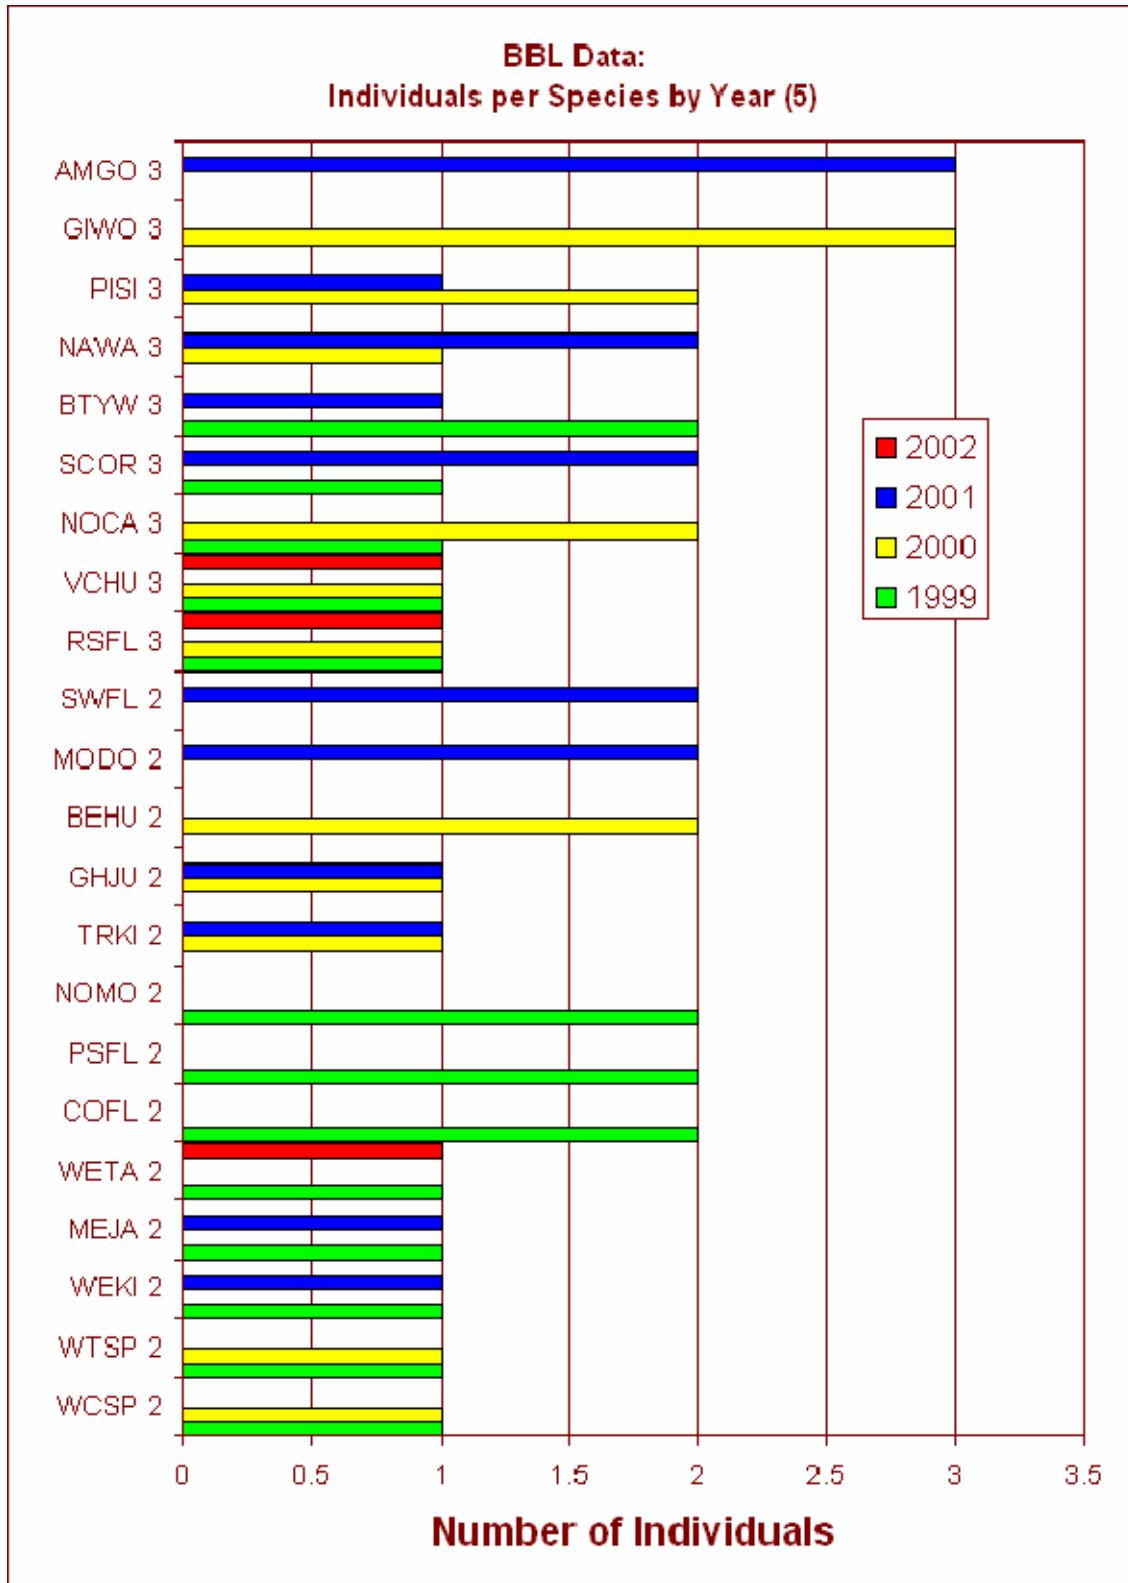 BBL Data:
Individuals per Species by Year (5)
AMGO 3
GIWO 3
PISI 3
NAWA 3
BTYW 3
SCOR 3
NOCA 3
VCHU 3
RSFL 3
SWFL 2
MODO 2
BEHU 2
GHJU 2
TRKI 2
NOMO 2
PSFL 2
COFL 2
WETA 2
MEJA 2
WEKI 2
WTSP 2
WCSP 2
2002
2001
2000
1999
0 0.5 1 1.5 2 2.5 3 3.5
Number of Individuals